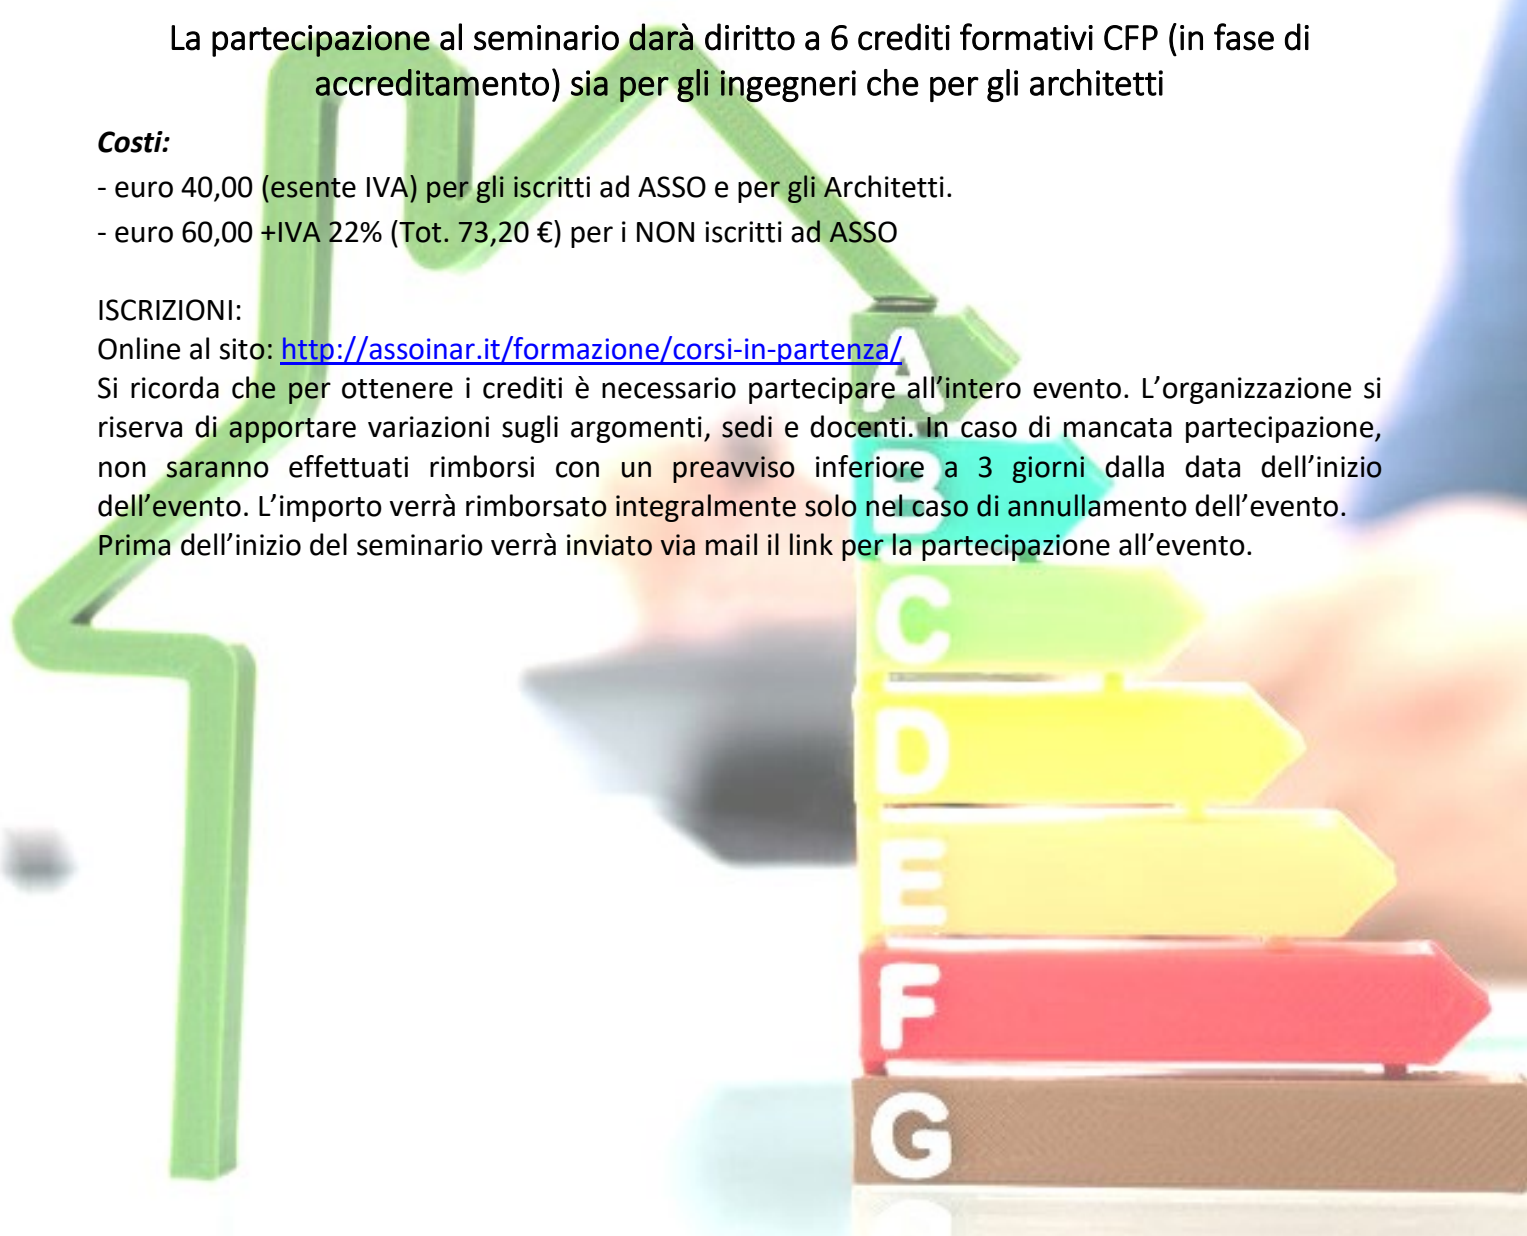 La partecipazione al seminario darà diritto a 6 crediti formativi CFP (in fase di
accreditamento) sia per gli ingegneri che per gli architetti
Costi:
- euro 40,00 (esente IVA) per gli iscritti ad ASSO e per gli Architetti.
- euro 60,00 +IVA 22% (Tot. 73,20 €) per i NON iscritti ad ASSO
ISCRIZIONI:
Online al sito: http://assoinar.it/formazione/corsi-in-partenza/
Si ricorda che per ottenere i crediti è necessario partecipare all’intero evento. L’organizzazione si
riserva di apportare variazioni sugli argomenti, sedi e docenti. In caso di mancata partecipazione,
non saranno effettuati rimborsi con un preavviso inferiore a 3 giorni dalla data dell’inizio
dell’evento. L’importo verrà rimborsato integralmente solo nel caso di annullamento dell’evento.
Prima dell’inizio del seminario verrà inviato via mail il link per la partecipazione all’evento.
A
B
C
D
E
F
G